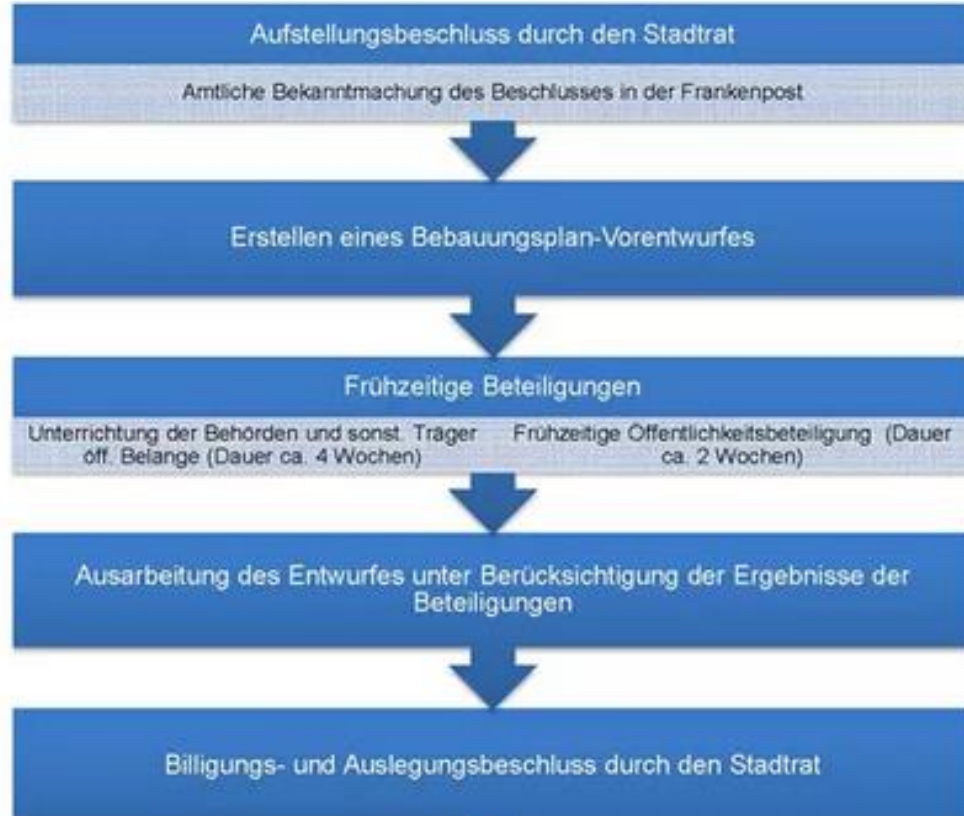 Aufstellungsbeschluss durch den Stadtrat
Amtliche Bekanntmachung des Beschlusses in der Frankenpost
Erstellen eines Bebauungsplan-Vorentwurfes
Frühzeitige Beteiligungen
Unterrichtung der Behörden und sonst. Träger
öff. Belange (Dauer ca. 4 Wochen)
Frühzeitige Öffentlichkeitsbeteiligung (Dauer
ca. 2 Wochen)
Ausarbeitung des Entwurfes unter Berücksichtigung der Ergebnisse der
Beteiligungen
Billigungs- und Auslegungsbeschluss durch den Stadtrat